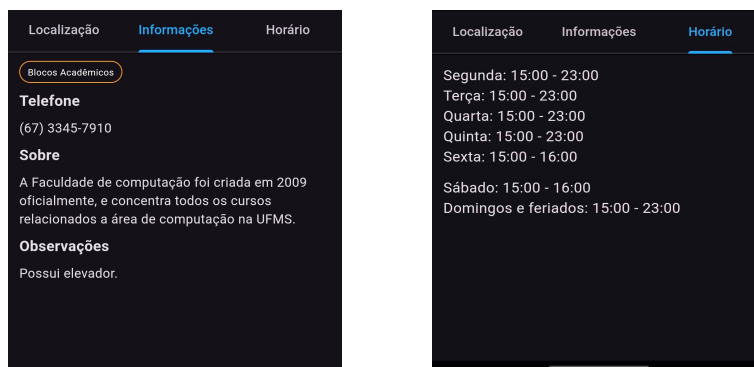 Localização Informações Horário
Blocos Acadêmicos
Telefone
(67) 3345-7910
Sobre
A Faculdade de computação foi criada em 2009
oficialmente, e concentra todos os cursos
relacionados a área de computação na UFMS.
Observações
Possui elevador.
Localização Informações Horário
Segunda: 15:00 - 23:00
Terça: 15:00 - 23:00
Quarta: 15:00 - 23:00
Quinta: 15:00 - 23:00
Sexta: 15:00 - 16:00
Sábado: 15:00 - 16:00
Domingos e feriados: 15:00 - 23:00